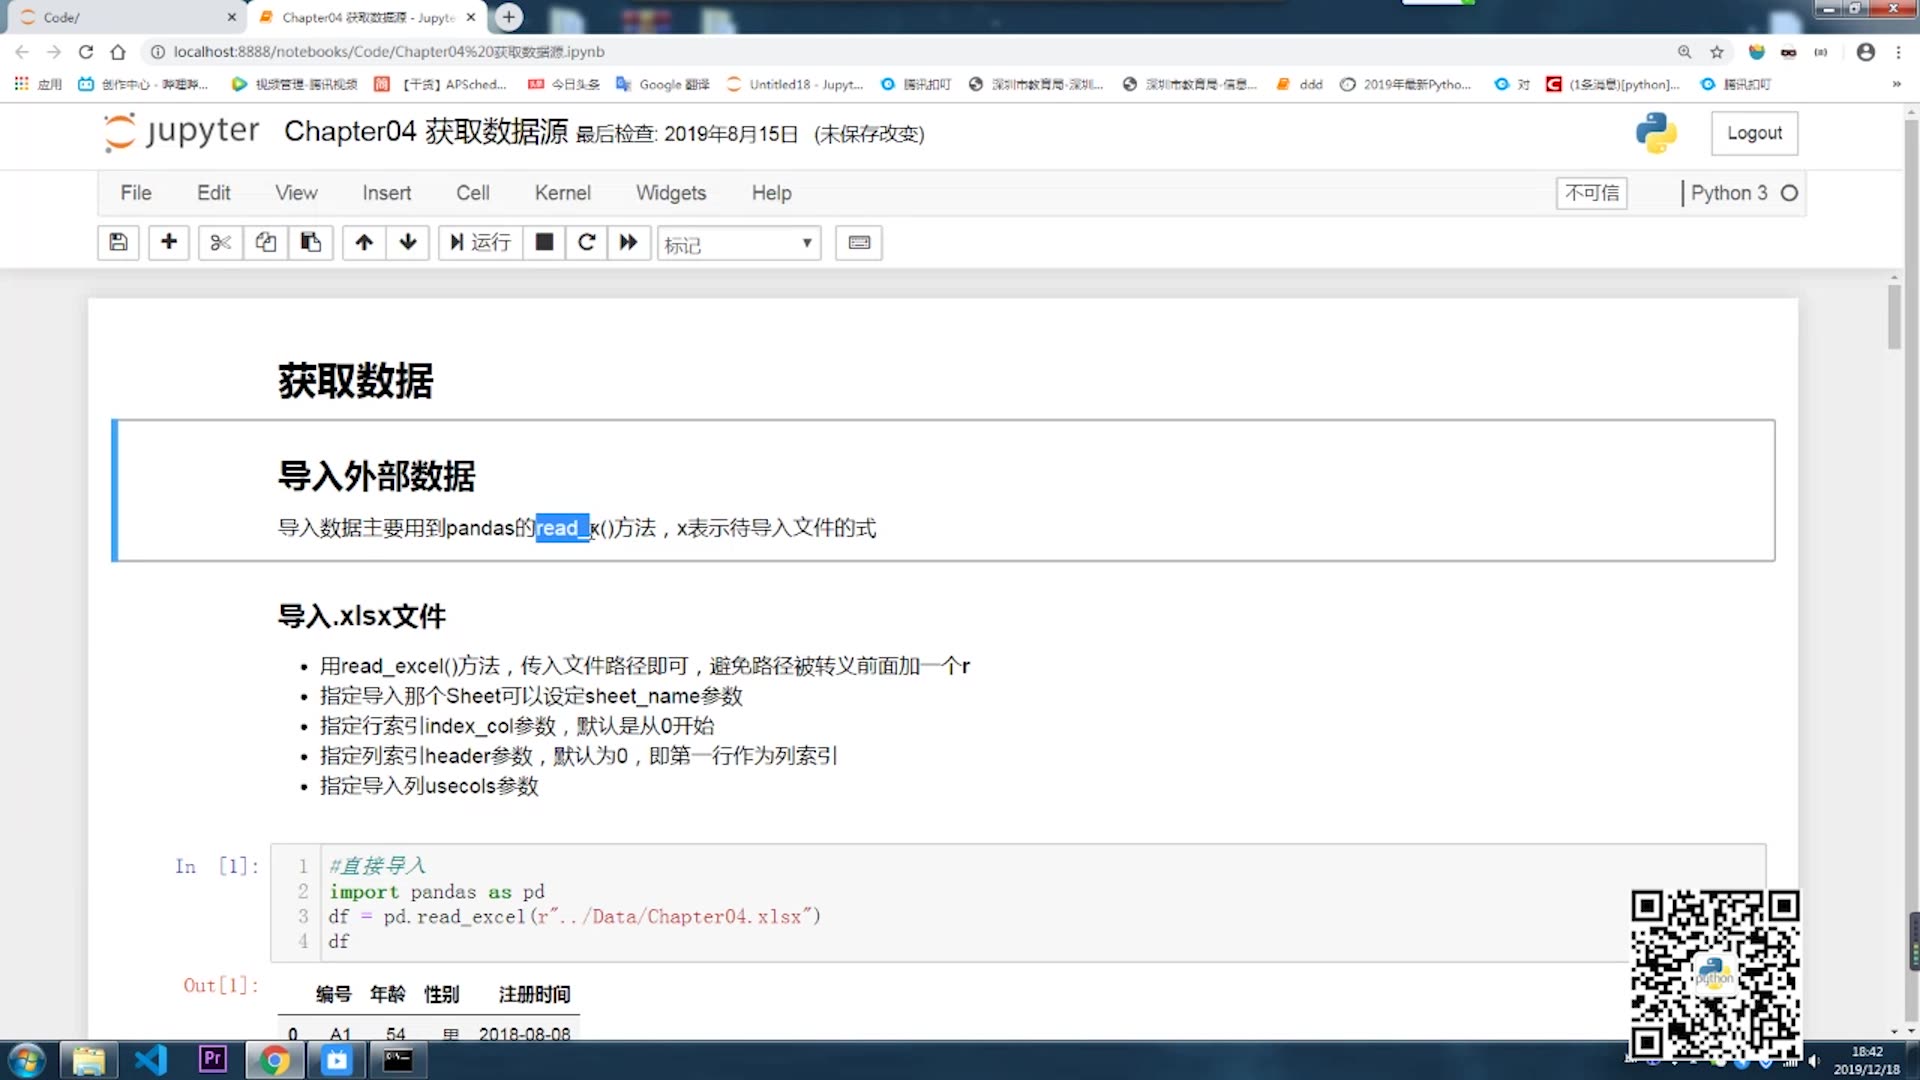 Code/
Chapter04 获取数据源 - Jupyte
localhost:8888/notebooks/Code/Chapter04%20获取数据源.ipynb
应用 创作中心 - 哔哩哔... 视频管理-腾讯视频 【干货】APSched... 今日头条 Google 翻译 Untitled18 - Jupyt... 腾讯扣叮 深圳市教育局-深圳... 深圳市教育局-信息... ddd 2019年最新Pytho... 对 (1条消息)[python]... 腾讯扣叮 »
jupyter Chapter04 获取数据源 最后检查: 2019年8月15日 (未保存改变)
Logout
File Edit View Insert Cell Kernel Widgets Help
不可信 Python 3
运行 标记
获取数据
导入外部数据
导入数据主要用到pandas的read_x()方法，x表示待导入文件的式
导入.xlsx文件
• 用read_excel()方法，传入文件路径即可，避免路径被转义前面加一个r
• 指定导入那个Sheet可以设定sheet_name参数
• 指定行索引index_col参数，默认是从0开始
• 指定列索引header参数，默认为0，即第一行作为列索引
• 指定导入列usecols参数
In [1]:
1 #直接导入
2 import pandas as pd
3 df = pd.read_excel(r"../Data/Chapter04.xlsx")
4 df
Out[1]:
编号 年龄 性别 注册时间
0 A1 54 男 2018-08-08
python
Pr
18:42
2019/12/18